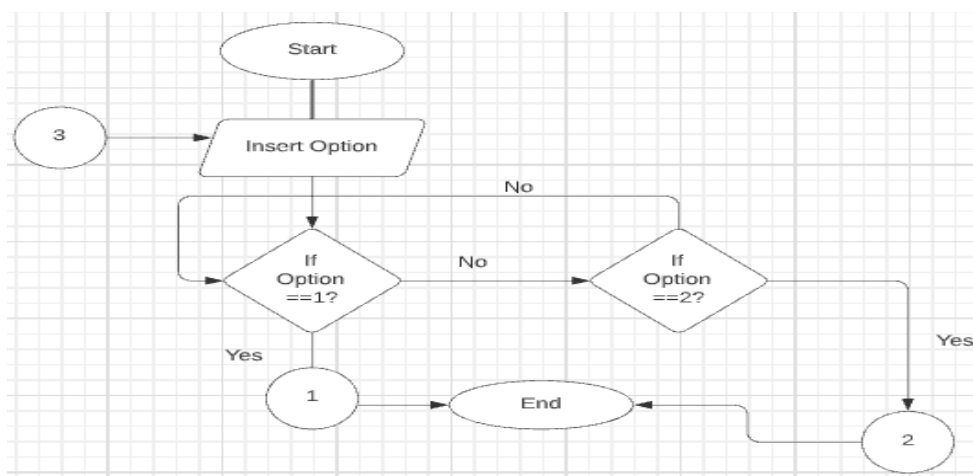 Start
3
Insert Option
No
If
Option
==1?
No
If
Option
==2?
Yes
Yes
1
End
2